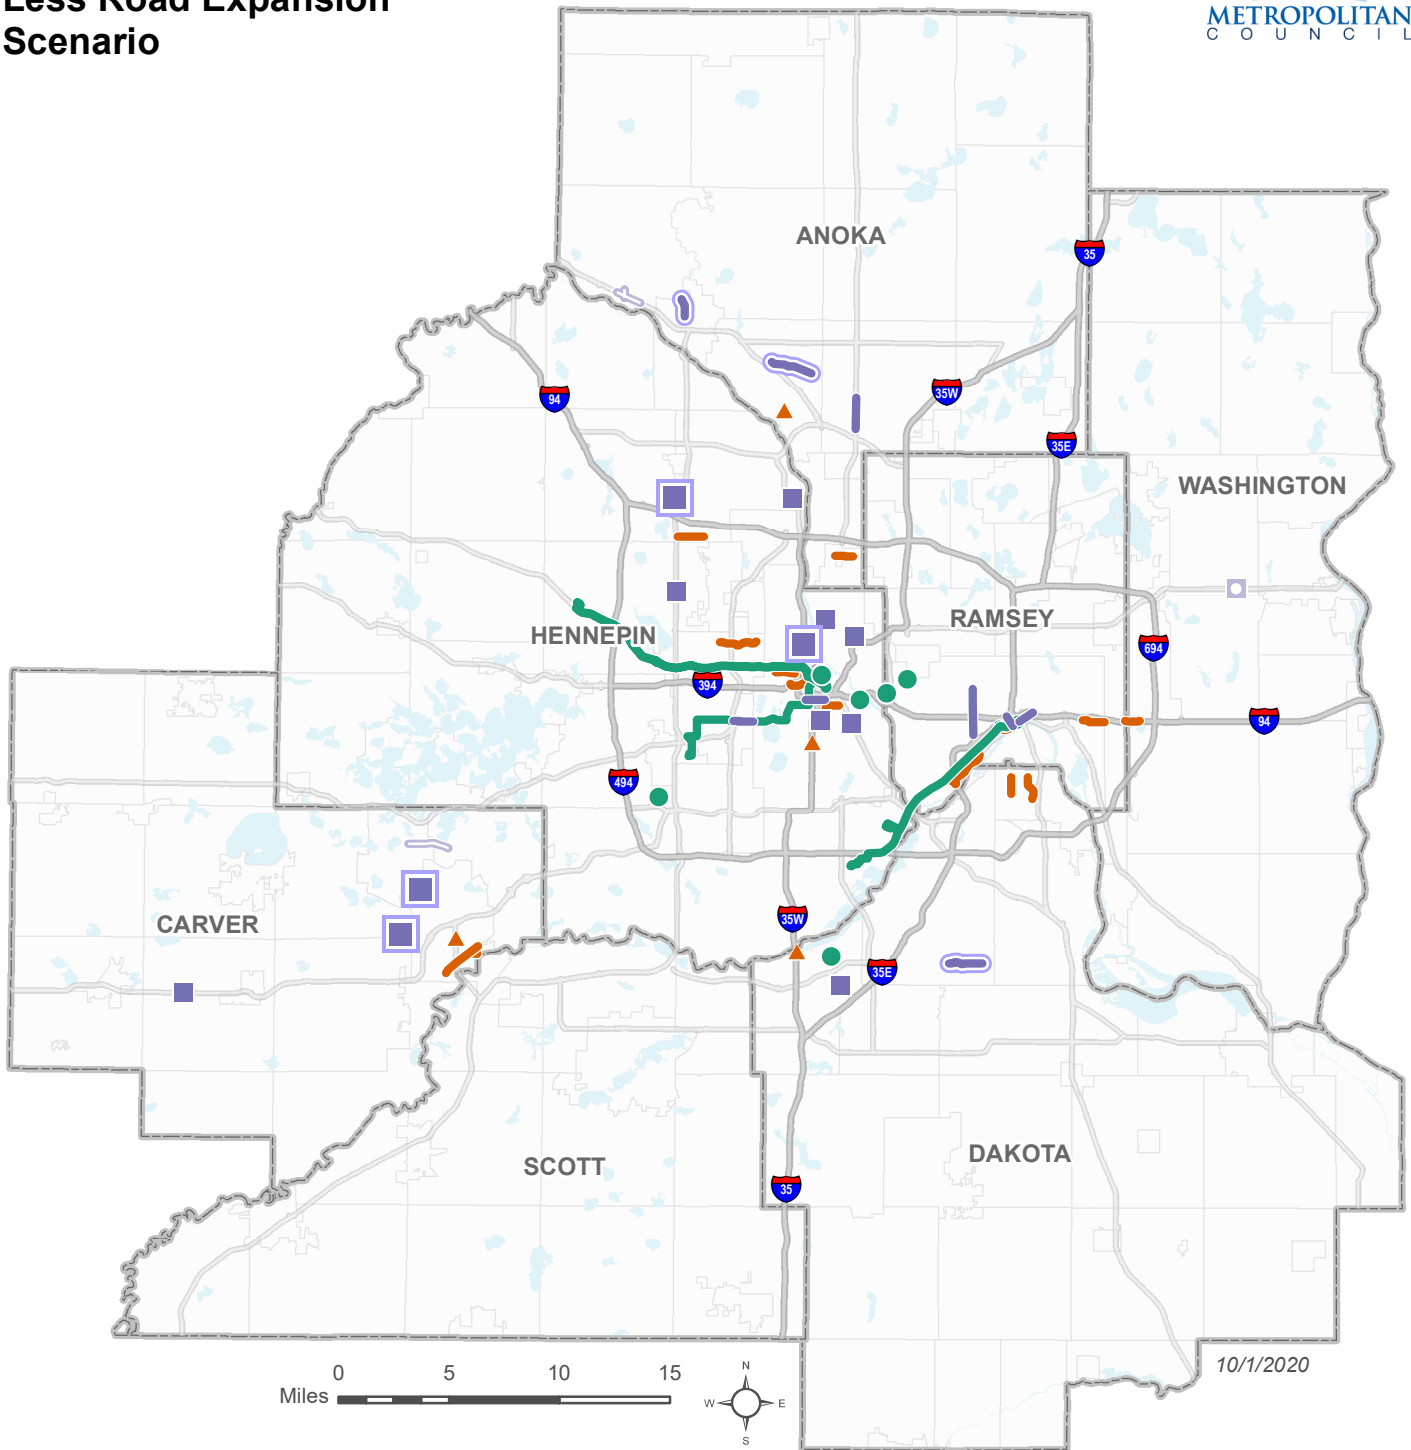 Less Road Expansion
Scenario
METROPOLITAN
COUNCIL
ANOKA
35
94
35W
35E
WASHINGTON
HENNEPIN
RAMSEY
694
394
94
494
CARVER
35W
35E
SCOTT
DAKOTA
35
0 5 10 15
Miles
N
W E
S
10/1/2020